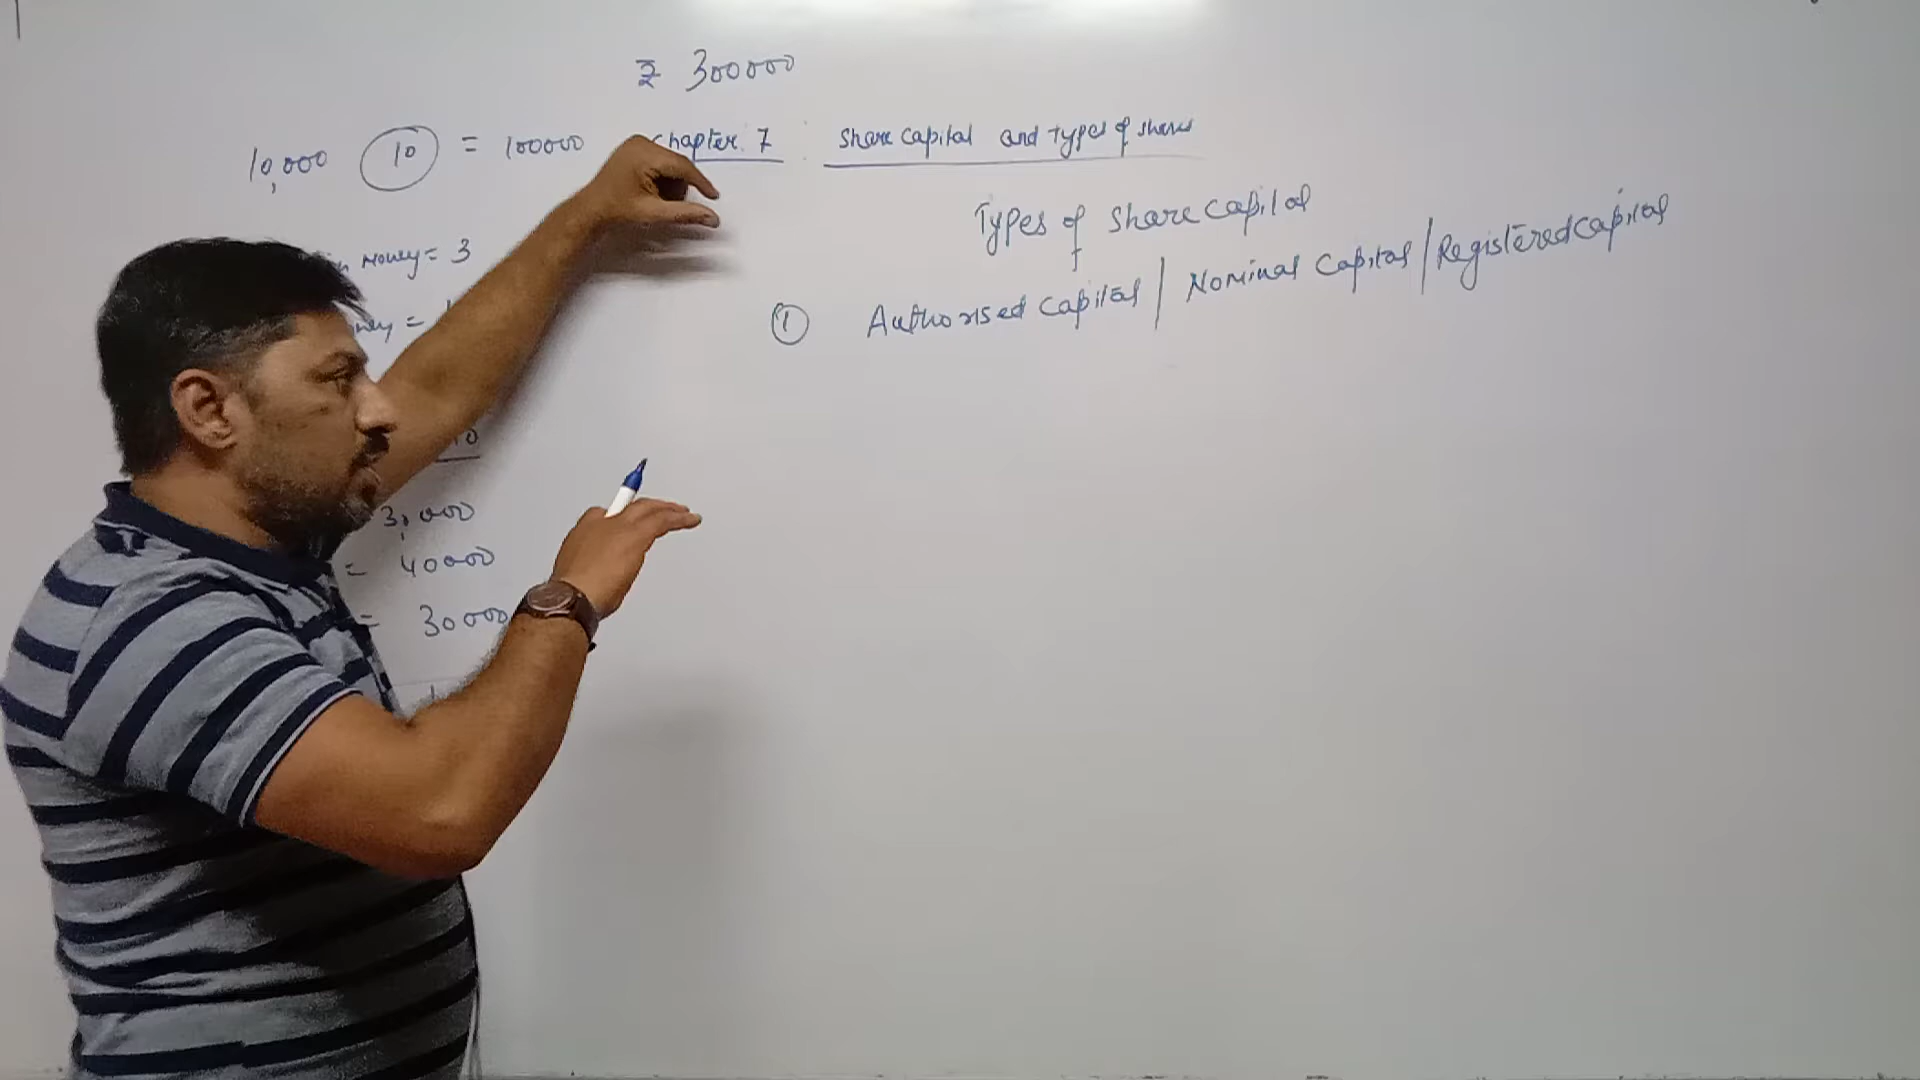 ₹ 300000
10,000 10 = 100000
Chapter 7 : Share capital and types of shares
Types of Share capital
① Authorised capital / Nominal capital / Registered capital
Money = 3
=
10
3,000
= 40000
= 30000